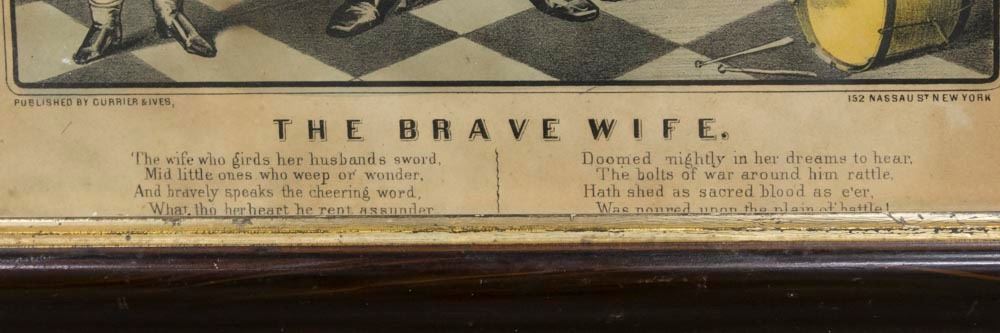 PUBLISHED BY CURRIER & IVES,
152 NASSAU ST NEW YORK
THE BRAVE WIFE.
The wife who girds her husbands sword,
Mid little ones who weep or wonder,
And bravely speaks the cheering word,
What tho her heart be rent assunder
Doomed nightly in her dreams to hear,
The bolts of war around him rattle,
Hath shed as sacred blood as e'er,
Was poured upon the plain of battle!